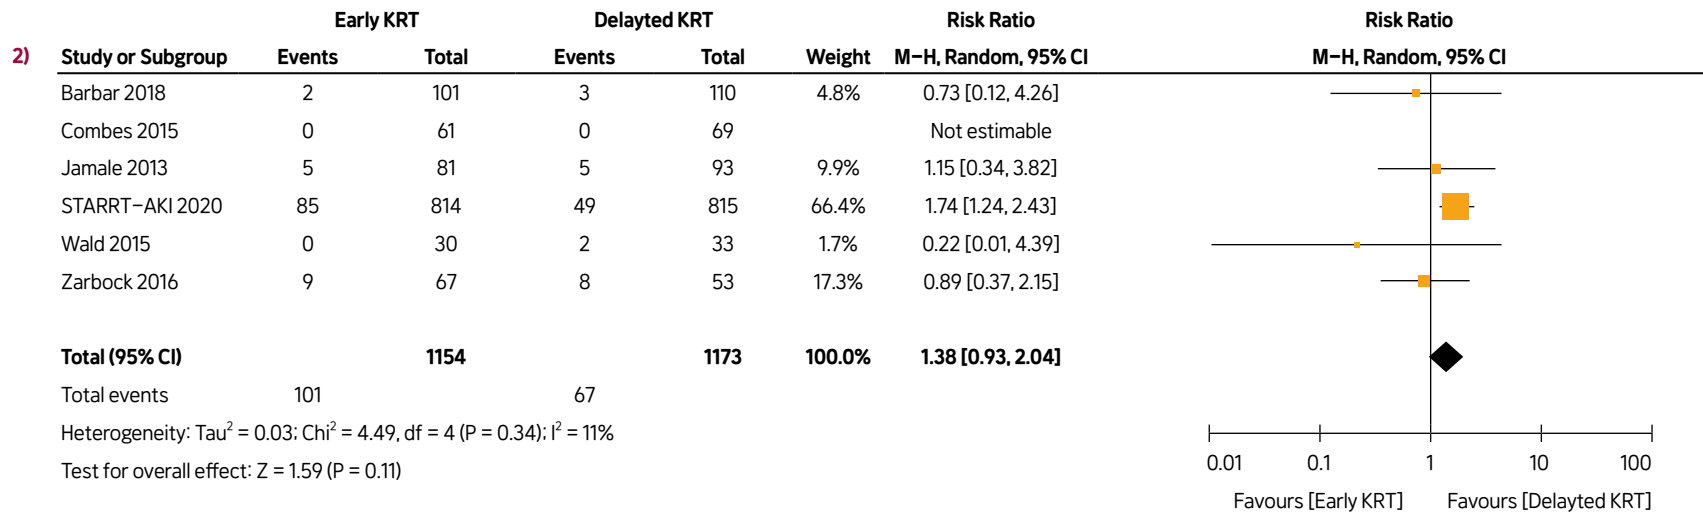 Early KRT Delayted KRT Risk Ratio Risk Ratio
2) Study or Subgroup Events Total Events Total Weight M−H, Random, 95% CI M−H, Random, 95% CI
Barbar 2018 2 101 3 110 4.8% 0.73 [0.12, 4.26]
Combes 2015 0 61 0 69 Not estimable
Jamale 2013 5 81 5 93 9.9% 1.15 [0.34, 3.82]
STARRT−AKI 2020 85 814 49 815 66.4% 1.74 [1.24, 2.43]
Wald 2015 0 30 2 33 1.7% 0.22 [0.01, 4.39]
Zarbock 2016 9 67 8 53 17.3% 0.89 [0.37, 2.15]
Total (95% CI) 1154 1173 100.0% 1.38 [0.93, 2.04]
Total events 101 67
Heterogeneity: Tau² = 0.03; Chi² = 4.49, df = 4 (P = 0.34); I² = 11%
Test for overall effect: Z = 1.59 (P = 0.11)
0.01 0.1 1 10 100
Favours [Early KRT] Favours [Delayted KRT]